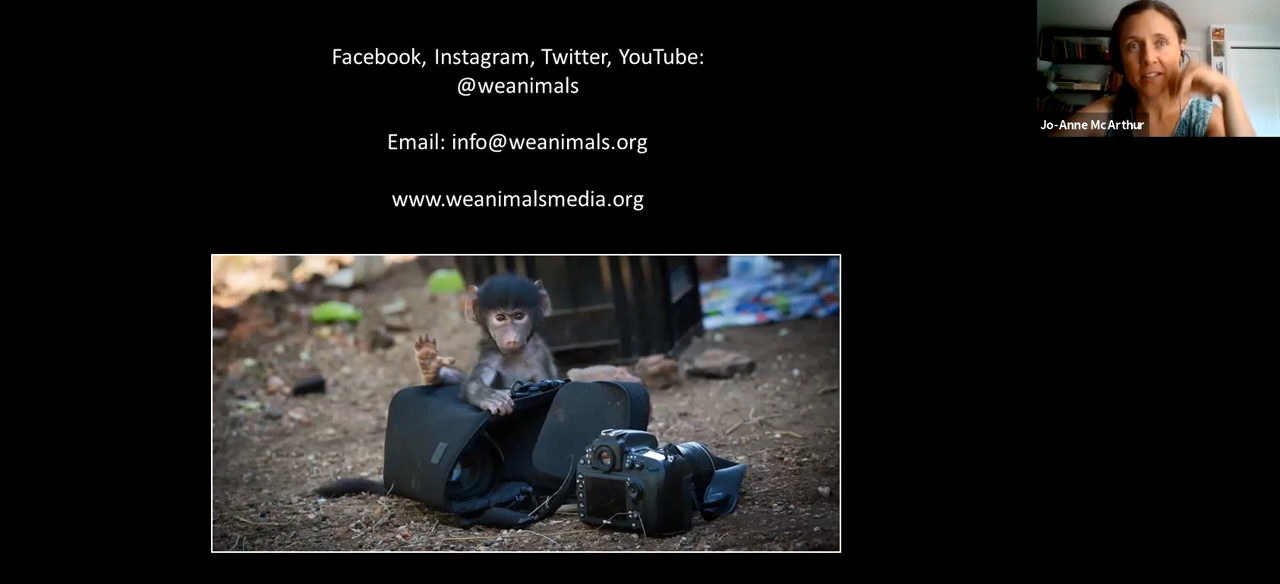 Facebook, Instagram, Twitter, YouTube:
@weanimals
Email: info@weanimals.org
www.weanimalsmedia.org
Jo-Anne McArthur